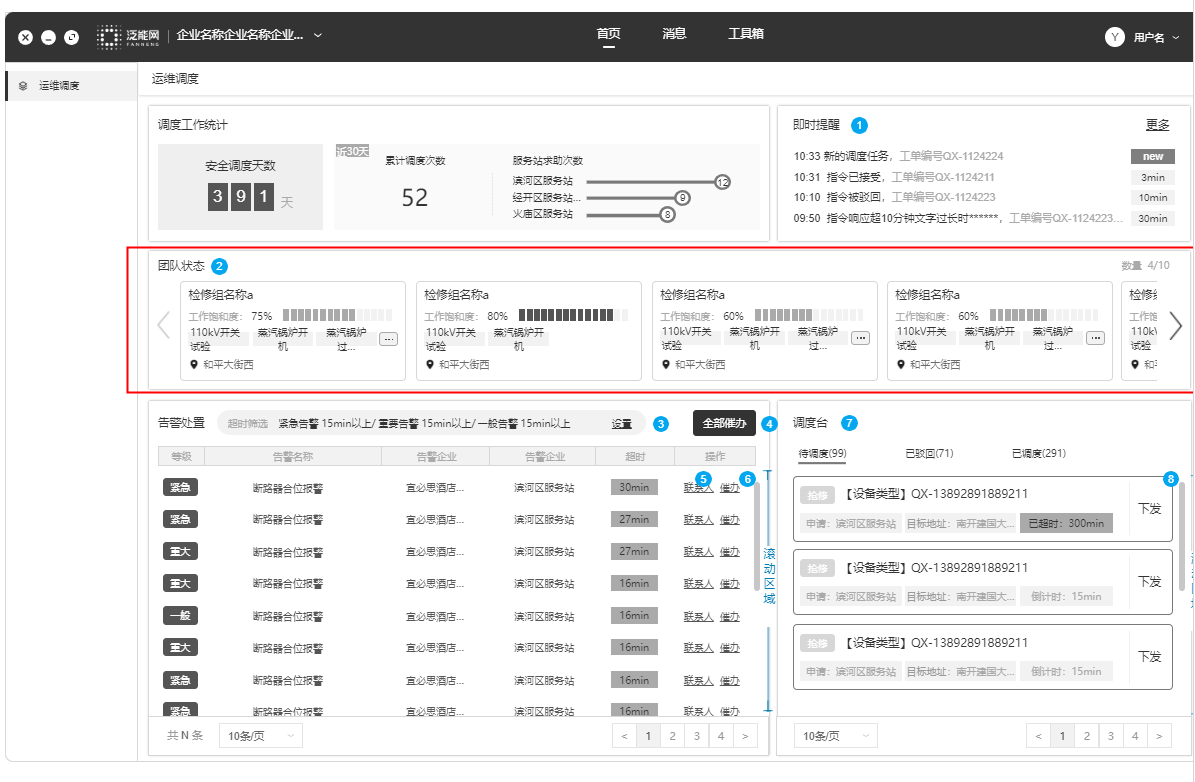 泛能网
FANNENG
企业名称企业名称企业...
首页
消息
工具箱
Y
用户名
运维调度
运维调度
调度工作统计
安全调度天数
3 9 1 天
近30天
累计调度次数
52
服务站求助次数
滨河区服务站 12
经开区服务站... 9
火庙区服务站 8
即时提醒 1
更多
10:33 新的调度任务，工单编号QX-1124224 new
10:31 指令已接受，工单编号QX-1124211 3min
10:10 指令被驳回，工单编号QX-1124223 10min
09:50 指令响应超10分钟文字过长时******，工单编号QX-1124223... 30min
团队状态 2
数量 4/10
检修组名称a
工作饱和度： 75%
110kV开关试验 蒸汽锅炉开机 蒸汽锅炉过... ...
和平大街西
检修组名称a
工作饱和度： 80%
110kV开关试验 蒸汽锅炉开机
和平大街西
检修组名称a
工作饱和度： 60%
110kV开关试验 蒸汽锅炉开机 蒸汽锅炉过... ...
和平大街西
检修组名称a
工作饱和度： 60%
110kV开关试验 蒸汽锅炉开机 蒸汽锅炉过... ...
和平大街西
检修
工作饱
110k
试验
和
告警处置
超时筛选 紧急告警 15min以上/ 重要告警 15min以上/ 一般告警 15min以上 设置 3
全部催办 4
等级 告警名称 告警企业 告警企业 超时 操作
5 6
紧急 断路器合位报警 宜必思酒店... 滨河区服务站 30min 联系人 催办
紧急 断路器合位报警 宜必思酒店... 滨河区服务站 27min 联系人 催办
重大 断路器合位报警 宜必思酒店... 滨河区服务站 27min 联系人 催办
重大 断路器合位报警 宜必思酒店... 滨河区服务站 16min 联系人 催办
一般 断路器合位报警 宜必思酒店... 滨河区服务站 16min 联系人 催办
重大 断路器合位报警 宜必思酒店... 滨河区服务站 16min 联系人 催办
紧急 断路器合位报警 宜必思酒店... 滨河区服务站 16min 联系人 催办
紧急 断路器合位报警 宜必思酒店... 滨河区服务站 16min 联系人 催办
滚动区域
共 N 条 10条/页 < 1 2 3 4 >
调度台 7
待调度(99) 已驳回(71) 已调度(291)
8
抢修 【设备类型】QX-13892891889211
申请：滨河区服务站 目标地址：南开建国大... 已超时：300min
下发
抢修 【设备类型】QX-13892891889211
申请：滨河区服务站 目标地址：南开建国大... 倒计时：15min
下发
抢修 【设备类型】QX-13892891889211
申请：滨河区服务站 目标地址：南开建国大... 倒计时：15min
下发
10条/页 < 1 2 3 4 >